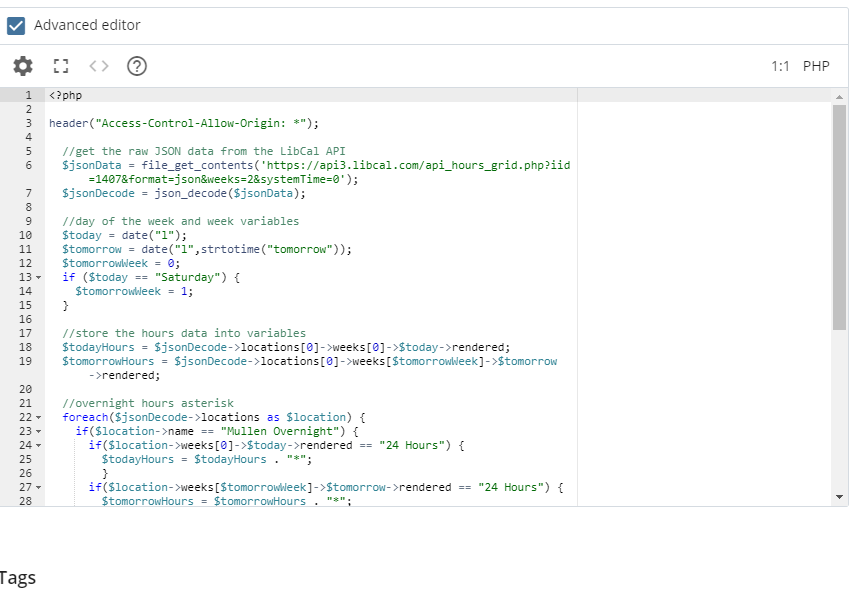 Advanced editor
1:1 PHP
1 <?php
2
3 header("Access-Control-Allow-Origin: *");
4
5 //get the raw JSON data from the LibCal API
6 $jsonData = file_get_contents('https://api3.libcal.com/api_hours_grid.php?iid
=1407&format=json&weeks=2&systemTime=0');
7 $jsonDecode = json_decode($jsonData);
8
9 //day of the week and week variables
10 $today = date("l");
11 $tomorrow = date("l",strtotime("tomorrow"));
12 $tomorrowWeek = 0;
13 if ($today == "Saturday") {
14 $tomorrowWeek = 1;
15 }
16
17 //store the hours data into variables
18 $todayHours = $jsonDecode->locations[0]->weeks[0]->$today->rendered;
19 $tomorrowHours = $jsonDecode->locations[0]->weeks[$tomorrowWeek]->$tomorrow
->rendered;
20
21 //overnight hours asterisk
22 foreach($jsonDecode->locations as $location) {
23 if($location->name == "Mullen Overnight") {
24 if($location->weeks[0]->$today->rendered == "24 Hours") {
25 $todayHours = $todayHours . "*";
26 }
27 if($location->weeks[$tomorrowWeek]->$tomorrow->rendered == "24 Hours") {
28 $tomorrowHours = $tomorrowHours . "*";
Tags